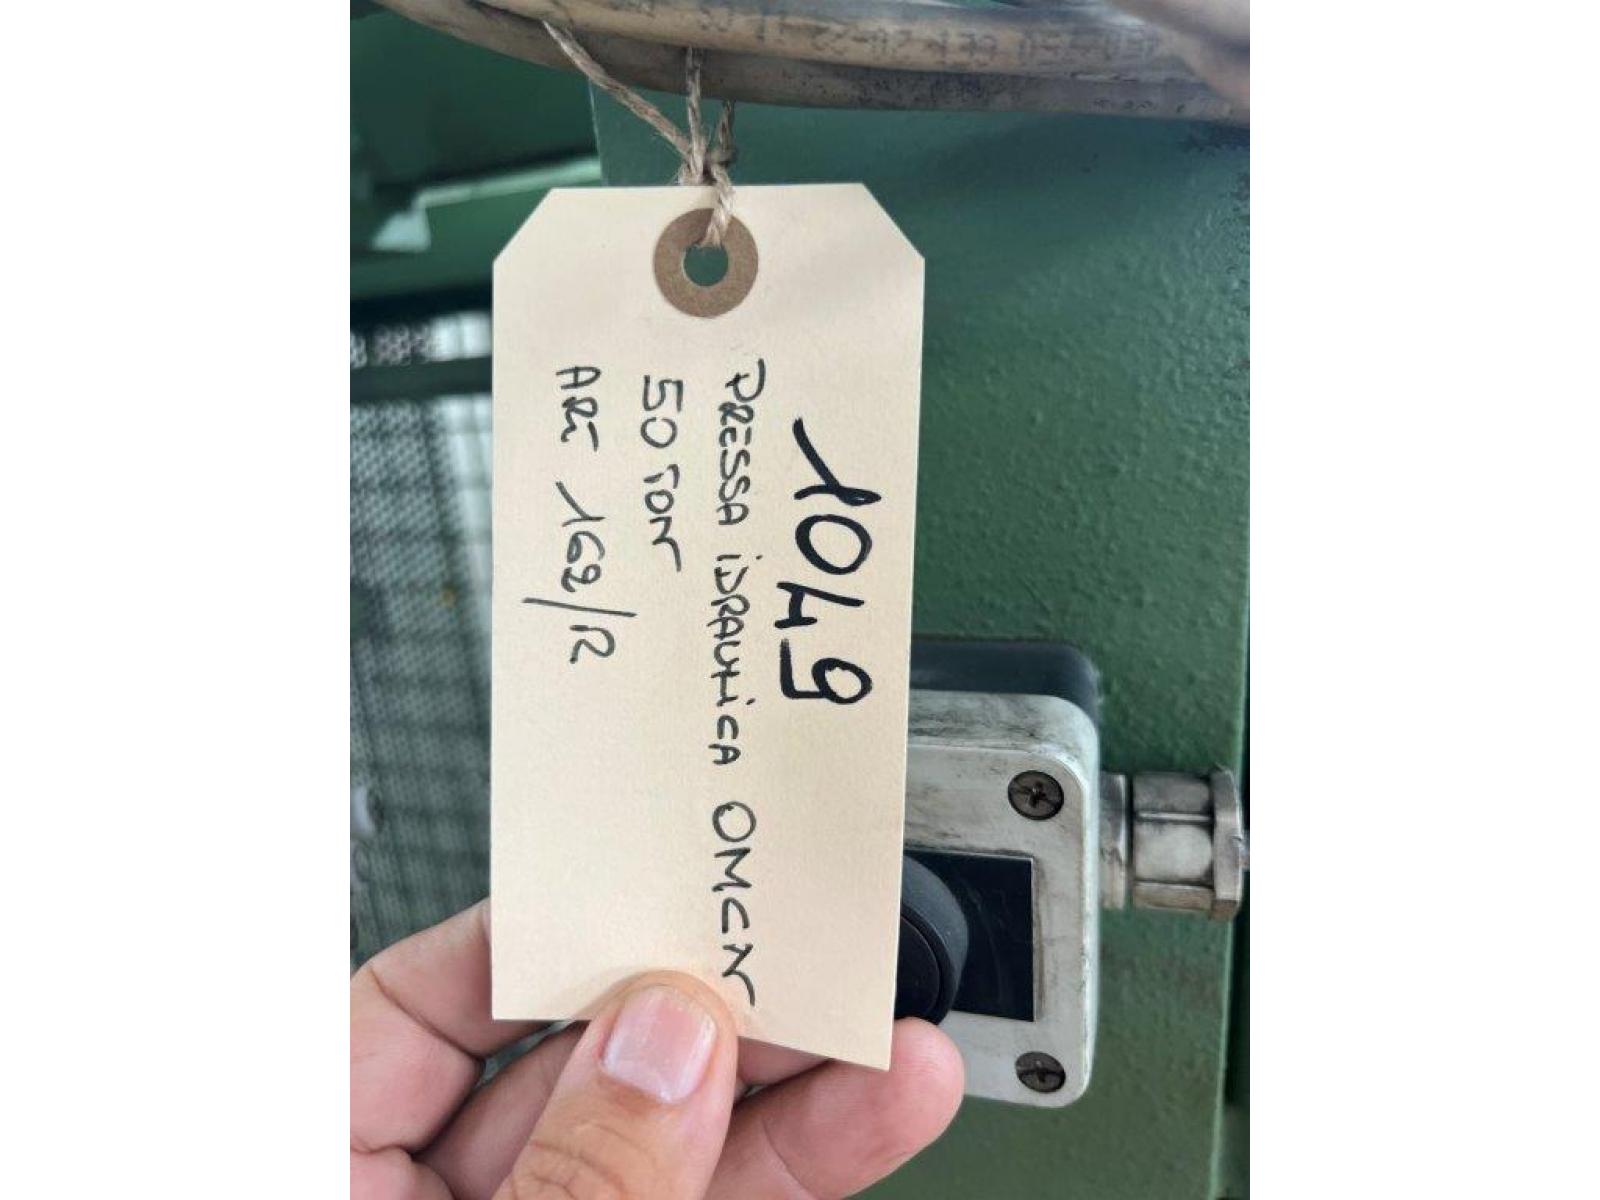 1049
PRESSA IDRAULICA OMCN
50 TON
ART 162/R